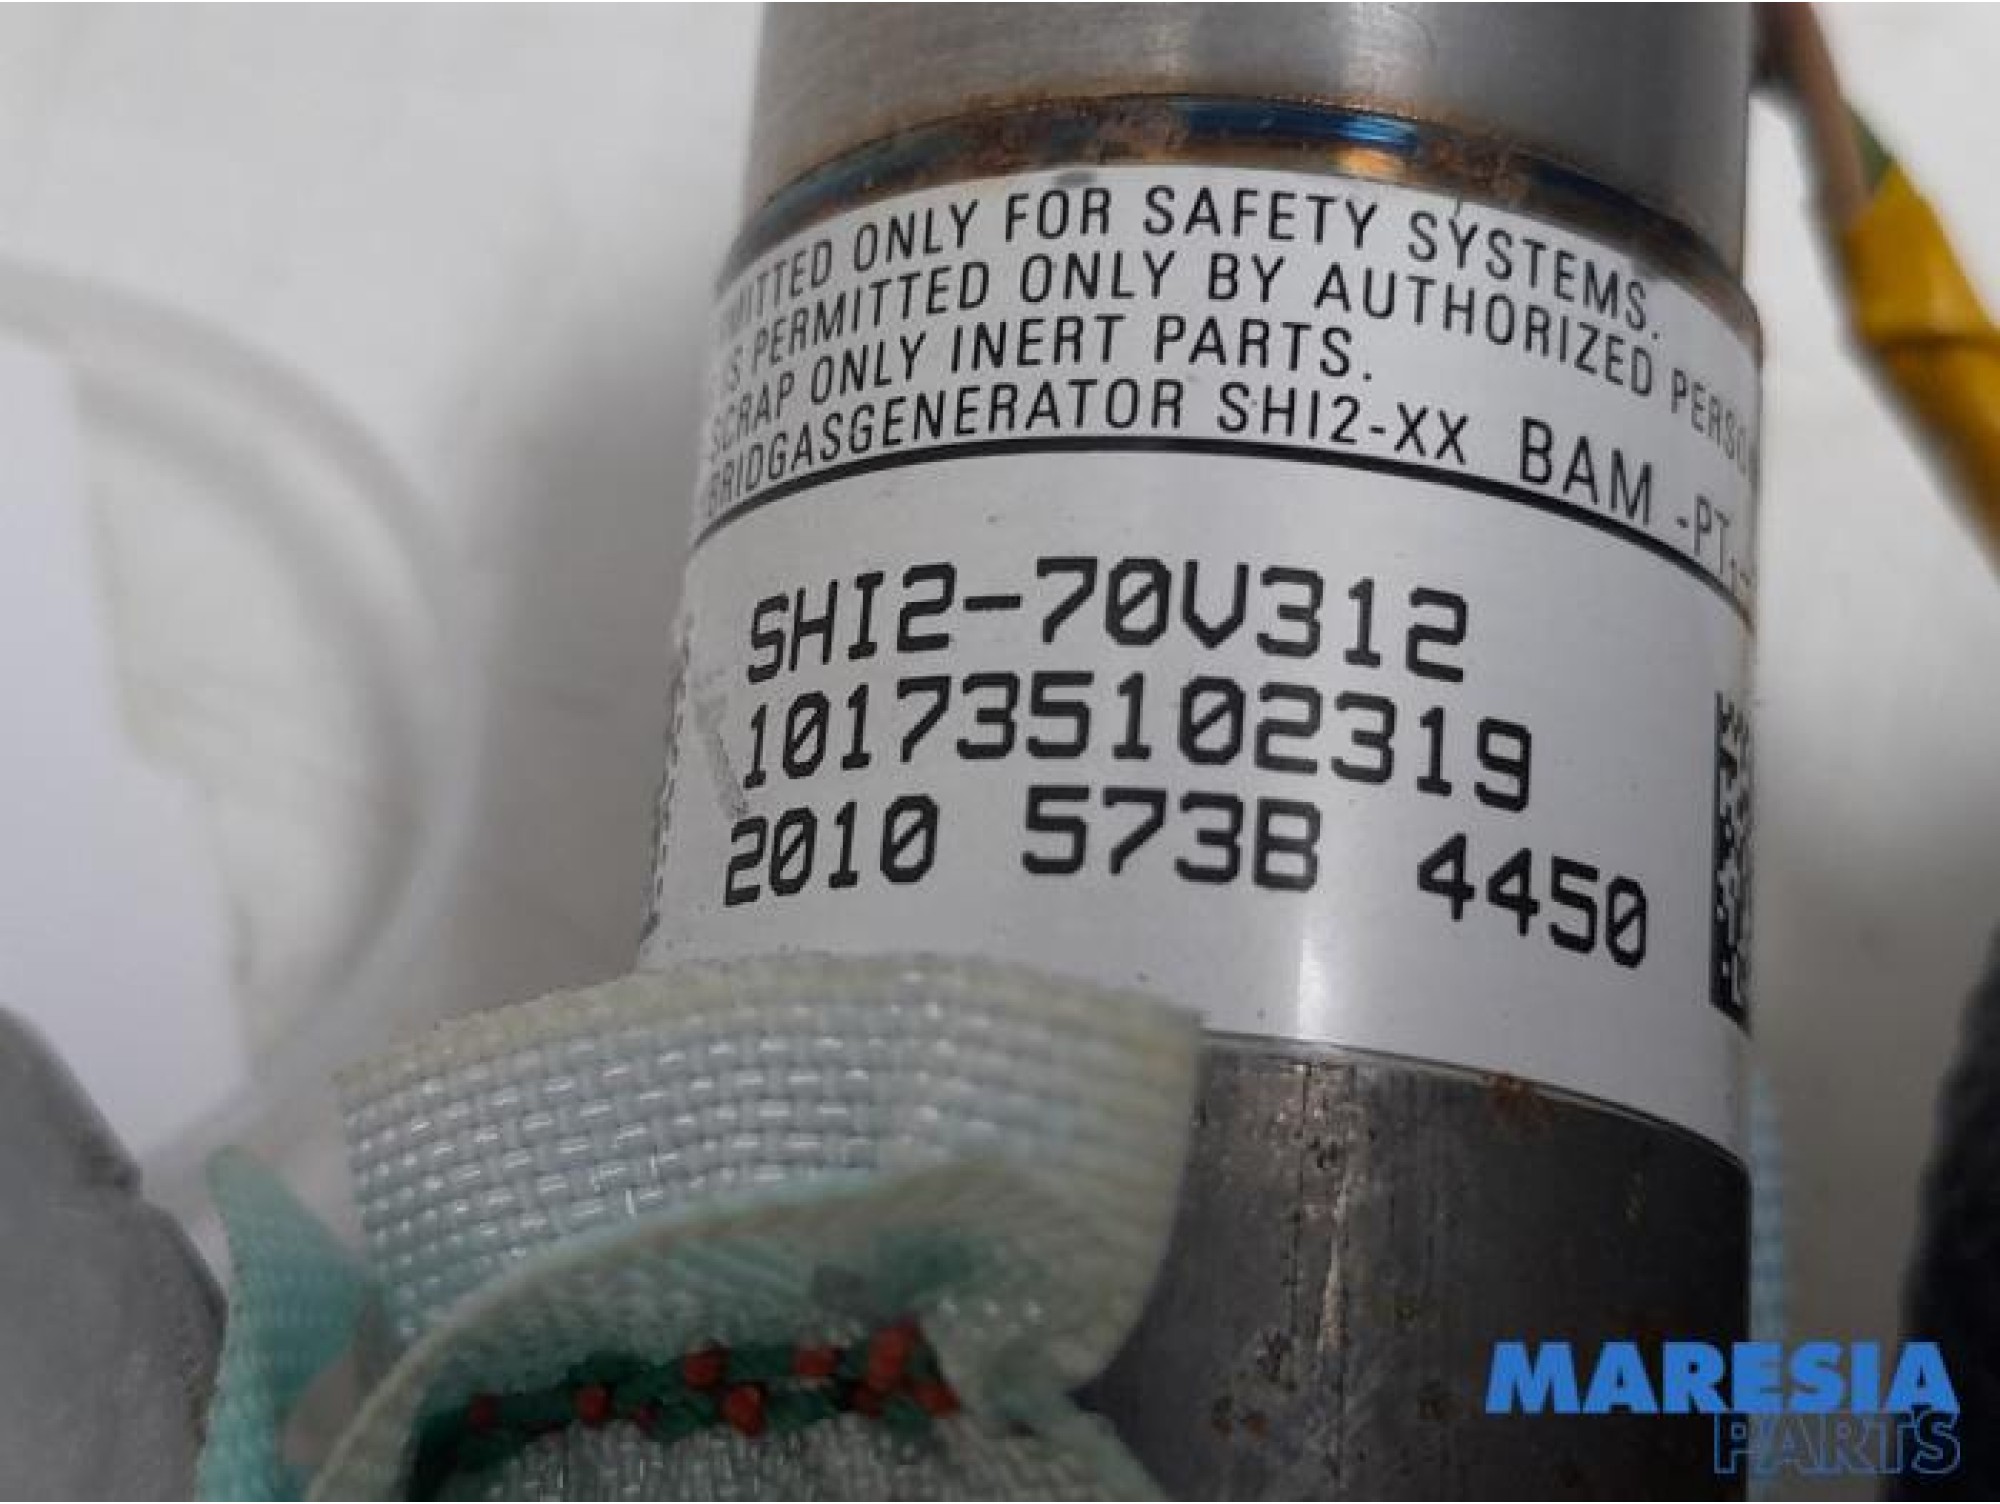 MITTED ONLY FOR SAFETY SYSTEMS.
IS PERMITTED ONLY BY AUTHORIZED PERSO
SCRAP ONLY INERT PARTS.
BRIDGASGENERATOR SHI2-XX BAM -PT.-
SHI2-70V312
101735102319
2010 573B 4450
MARESIA
PARTS